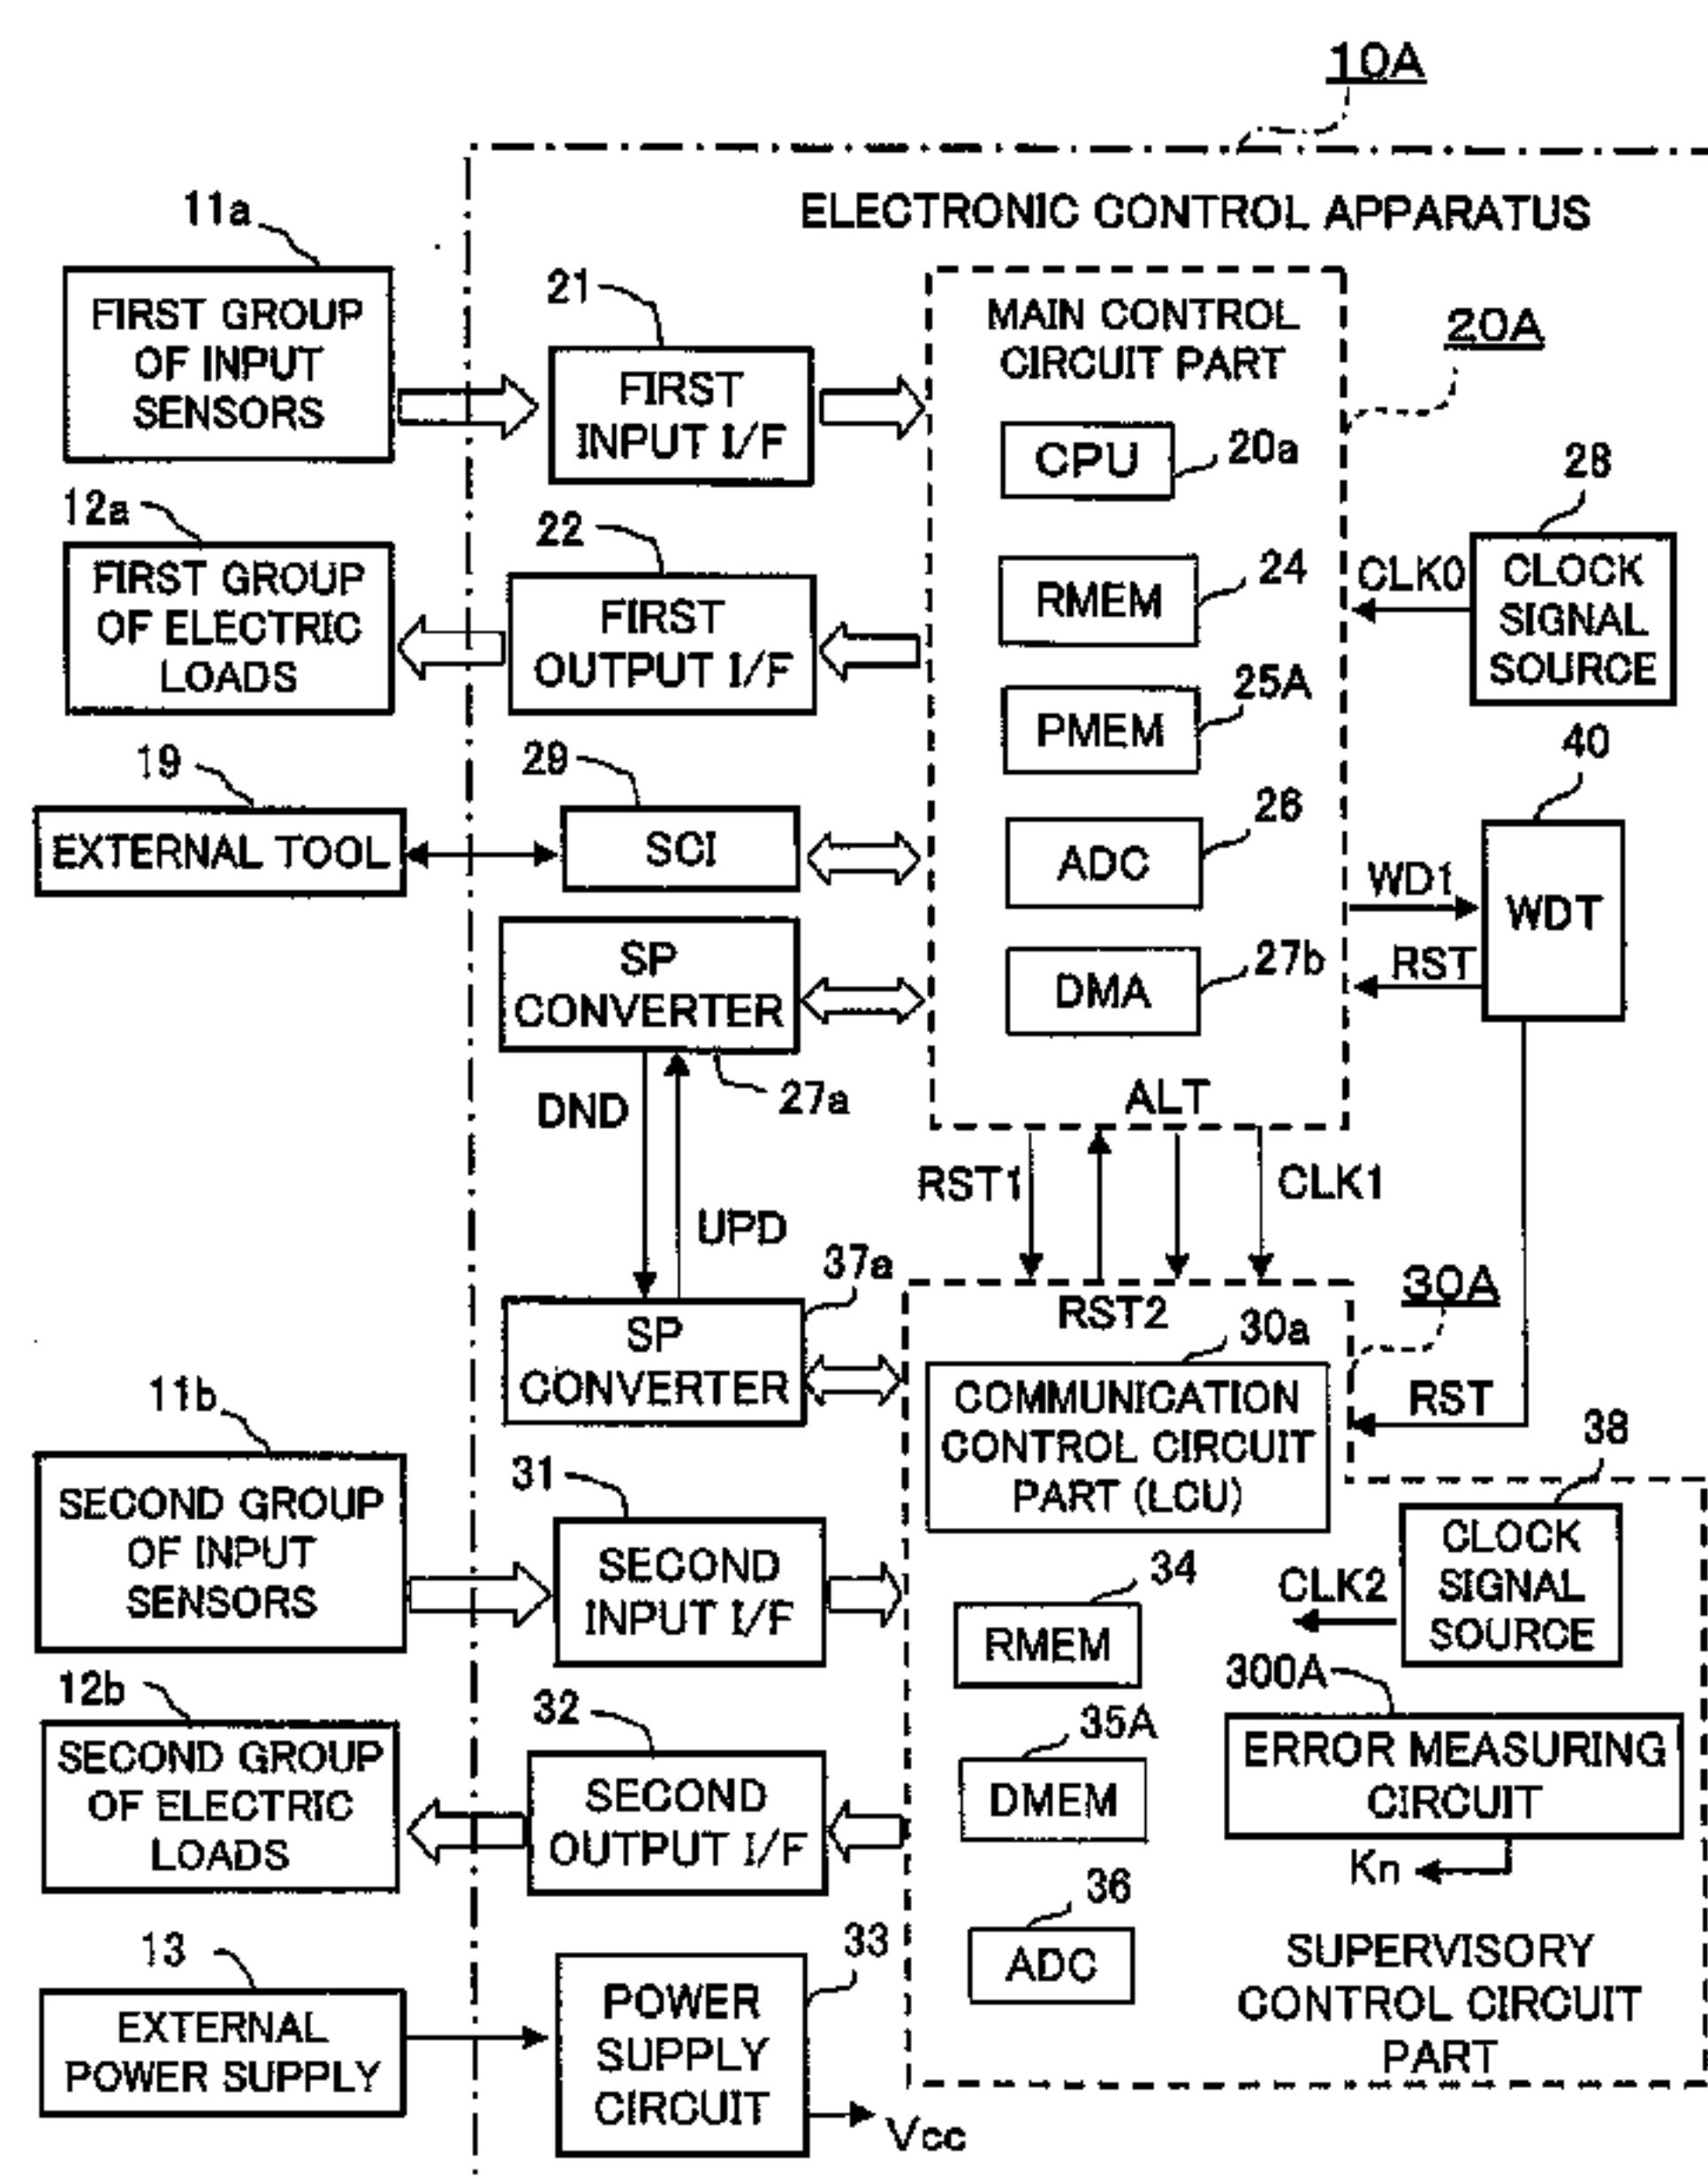 10A
ELECTRONIC CONTROL APPARATUS
11a
FIRST GROUP
OF INPUT
SENSORS
21
FIRST
INPUT I/F
MAIN CONTROL
CIRCUIT PART
20A
CPU
20a
12a
FIRST GROUP
OF ELECTRIC
LOADS
22
FIRST
OUTPUT I/F
RMEM
24
28
CLK0
CLOCK
SIGNAL
SOURCE
PMEM
25A
19
EXTERNAL TOOL
29
SCI
ADC
26
40
WD1
WDT
RST
SP
CONVERTER
27a
DMA
27b
DND
UPD
ALT
RST1
CLK1
37a
SP
CONVERTER
RST2
30A
30a
COMMUNICATION
CONTROL CIRCUIT
PART (LCU)
RST
11b
SECOND GROUP
OF INPUT
SENSORS
31
SECOND
INPUT I/F
38
CLOCK
SIGNAL
SOURCE
CLK2
34
RMEM
300A
ERROR MEASURING
CIRCUIT
Kn
12b
SECOND GROUP
OF ELECTRIC
LOADS
32
SECOND
OUTPUT I/F
35A
DMEM
36
ADC
SUPERVISORY
CONTROL CIRCUIT
PART
13
EXTERNAL
POWER SUPPLY
33
POWER
SUPPLY
CIRCUIT
Vcc